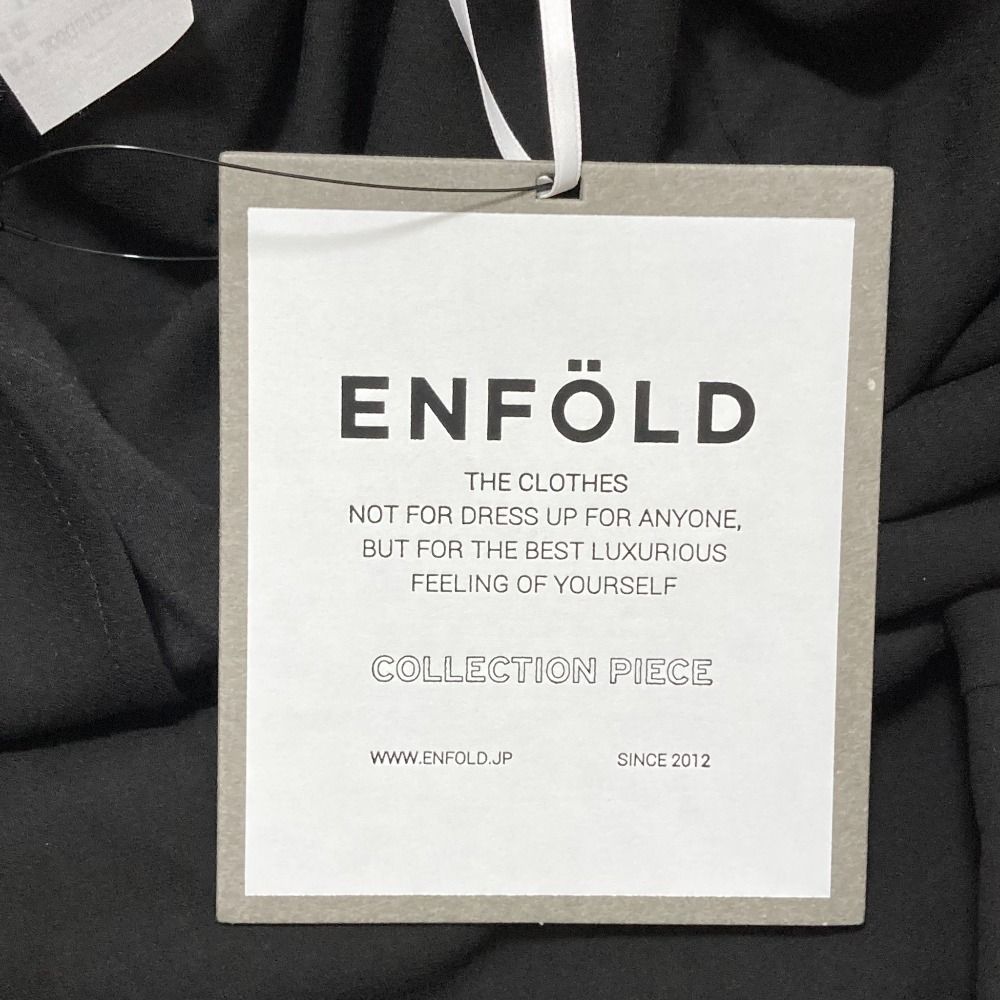 ENFÖLD
THE CLOTHES
NOT FOR DRESS UP FOR ANYONE,
BUT FOR THE BEST LUXURIOUS
FEELING OF YOURSELF
COLLECTION PIECE
WWW.ENFOLD.JP SINCE 2012